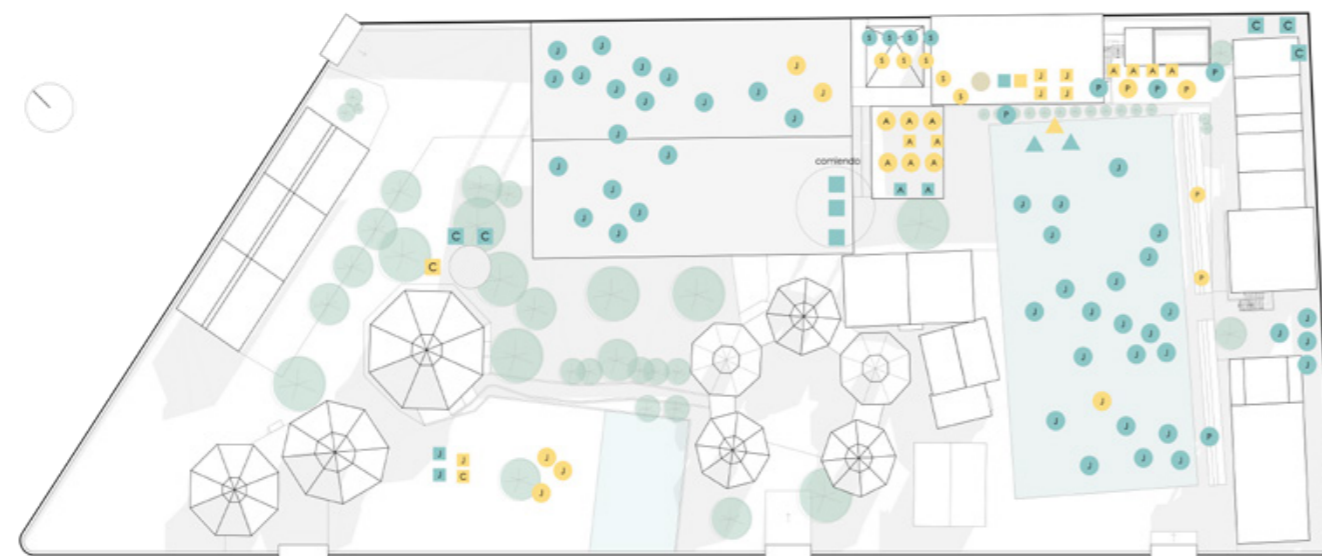 C C
J J S S S S C
J J S S S
J J J S J J A A A A P
J J J J J S J J P P P P
J A A A P
J A A
J J comiendo A A A J
J A A P
J J J J
C C J J J
C J
J J P
J J J J J
J J J
J J J J
J
J J J P
J J J J J J
J C J
J